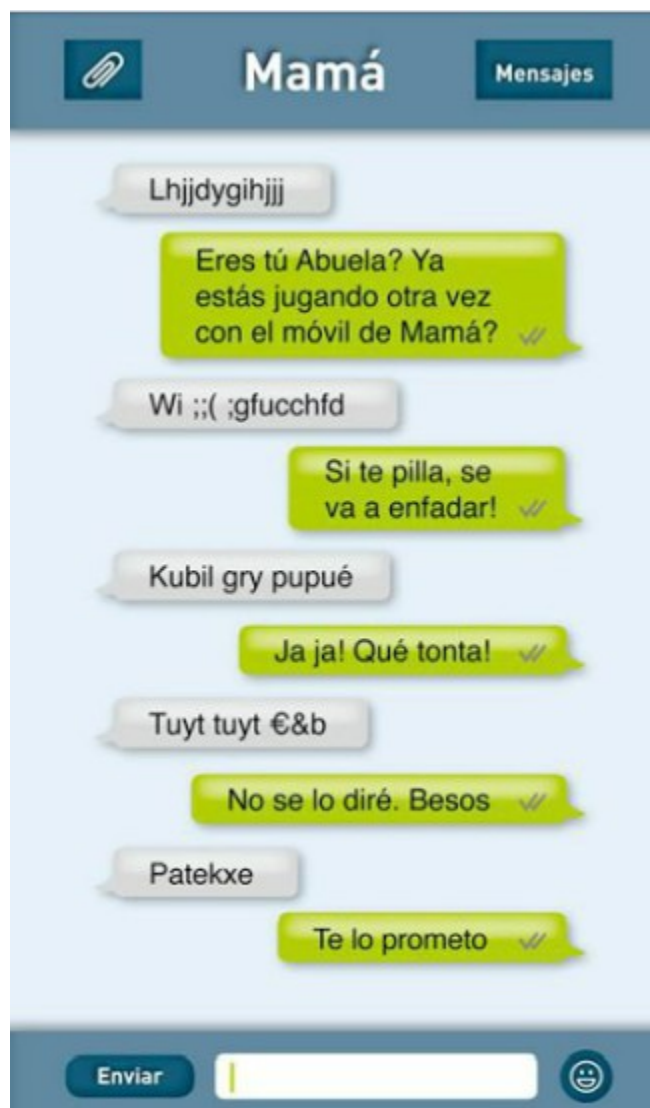 Mamá
Mensajes
Lhjjdygihjjj
Eres tú Abuela? Ya
estás jugando otra vez
con el móvil de Mamá?
Wi ;;( ;gfucchfd
Si te pilla, se
va a enfadar!
Kubil gry pupué
Ja ja! Qué tonta!
Tuyt tuyt €&b
No se lo diré. Besos
Patekxe
Te lo prometo
Enviar